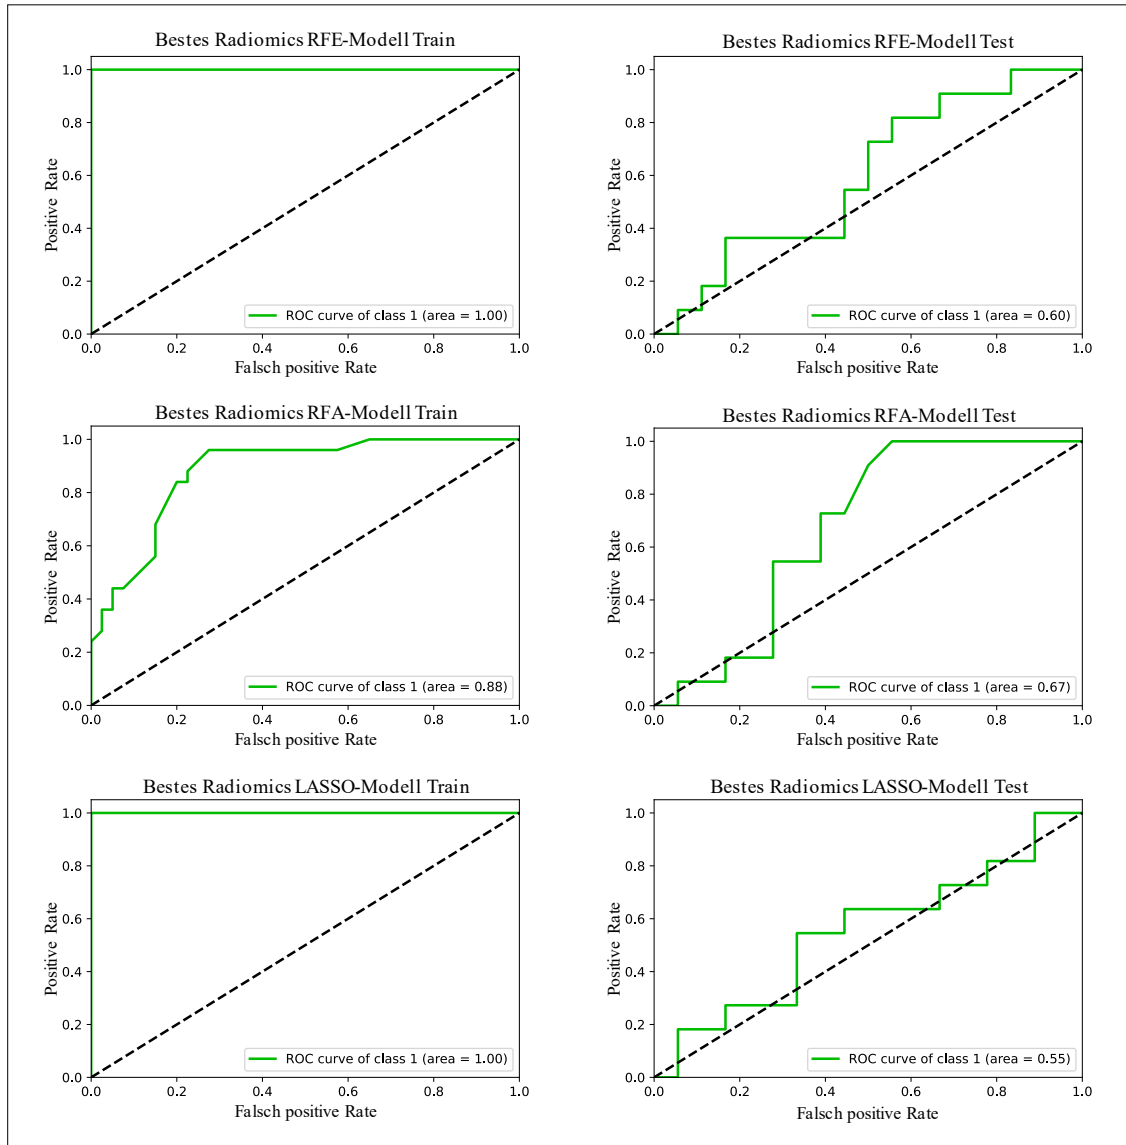 Bestes Radiomics RFE-Modell Train
1.0
0.8
0.6
0.4
0.2
0.0
Positive Rate
ROC curve of class 1 (area = 1.00)
0.0 0.2 0.4 0.6 0.8 1.0
Falsch positive Rate
Bestes Radiomics RFE-Modell Test
1.0
0.8
0.6
0.4
0.2
0.0
Positive Rate
ROC curve of class 1 (area = 0.60)
0.0 0.2 0.4 0.6 0.8 1.0
Falsch positive Rate
Bestes Radiomics RFA-Modell Train
1.0
0.8
0.6
0.4
0.2
0.0
Positive Rate
ROC curve of class 1 (area = 0.88)
0.0 0.2 0.4 0.6 0.8 1.0
Falsch positive Rate
Bestes Radiomics RFA-Modell Test
1.0
0.8
0.6
0.4
0.2
0.0
Positive Rate
ROC curve of class 1 (area = 0.67)
0.0 0.2 0.4 0.6 0.8 1.0
Falsch positive Rate
Bestes Radiomics LASSO-Modell Train
1.0
0.8
0.6
0.4
0.2
0.0
Positive Rate
ROC curve of class 1 (area = 1.00)
0.0 0.2 0.4 0.6 0.8 1.0
Falsch positive Rate
Bestes Radiomics LASSO-Modell Test
1.0
0.8
0.6
0.4
0.2
0.0
Positive Rate
ROC curve of class 1 (area = 0.55)
0.0 0.2 0.4 0.6 0.8 1.0
Falsch positive Rate